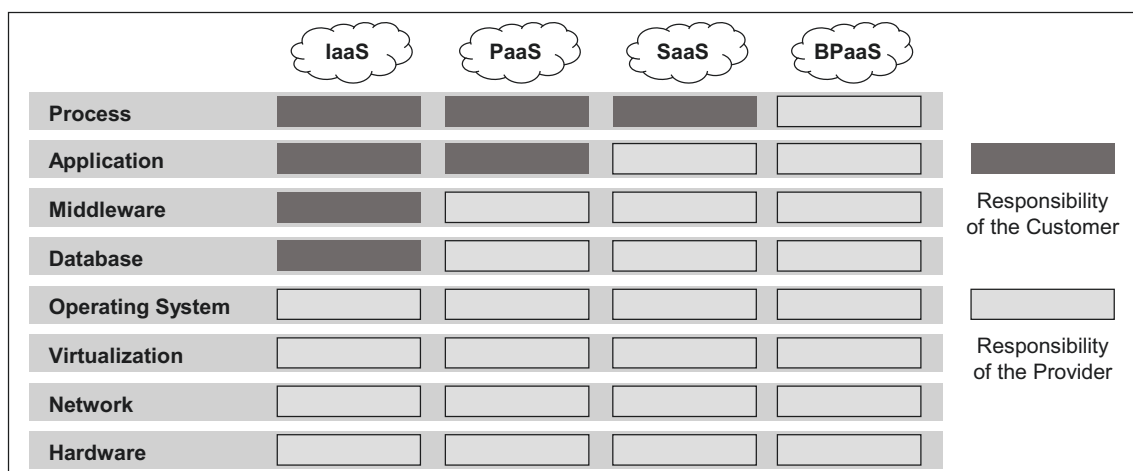 IaaS
PaaS
SaaS
BPaaS
Process
Application
Middleware
Database
Operating System
Virtualization
Network
Hardware
Responsibility
of the Customer
Responsibility
of the Provider